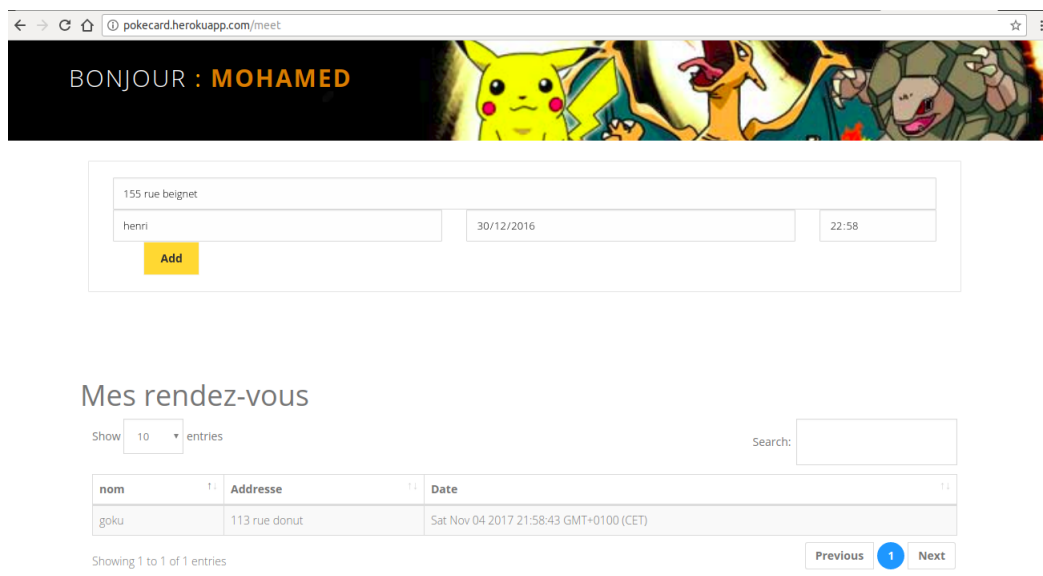 pokecard.herokuapp.com/meet
BONJOUR : MOHAMED
155 rue beignet
henri 30/12/2016 22:58
Add
Mes rendez-vous
Show 10 entries Search:
nom Addresse Date
goku 113 rue donut Sat Nov 04 2017 21:58:43 GMT+0100 (CET)
Showing 1 to 1 of 1 entries Previous 1 Next